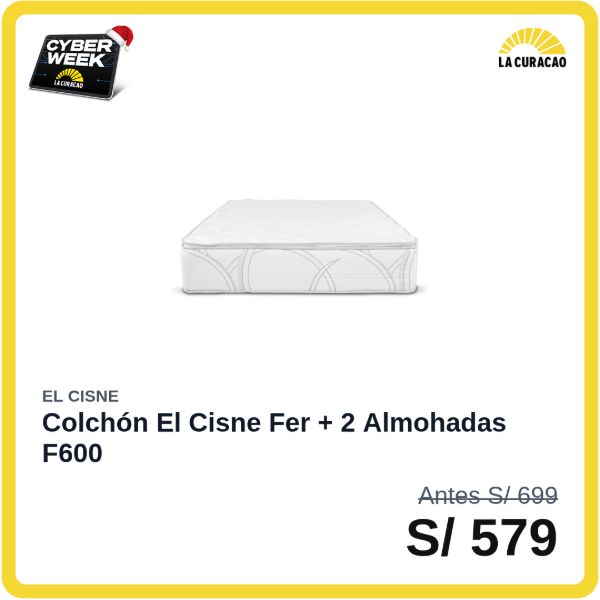 CYBER
WEEK
LA CURACAO
LA CURACAO
EL CISNE
Colchón El Cisne Fer + 2 Almohadas
F600
Antes S/ 699
S/ 579